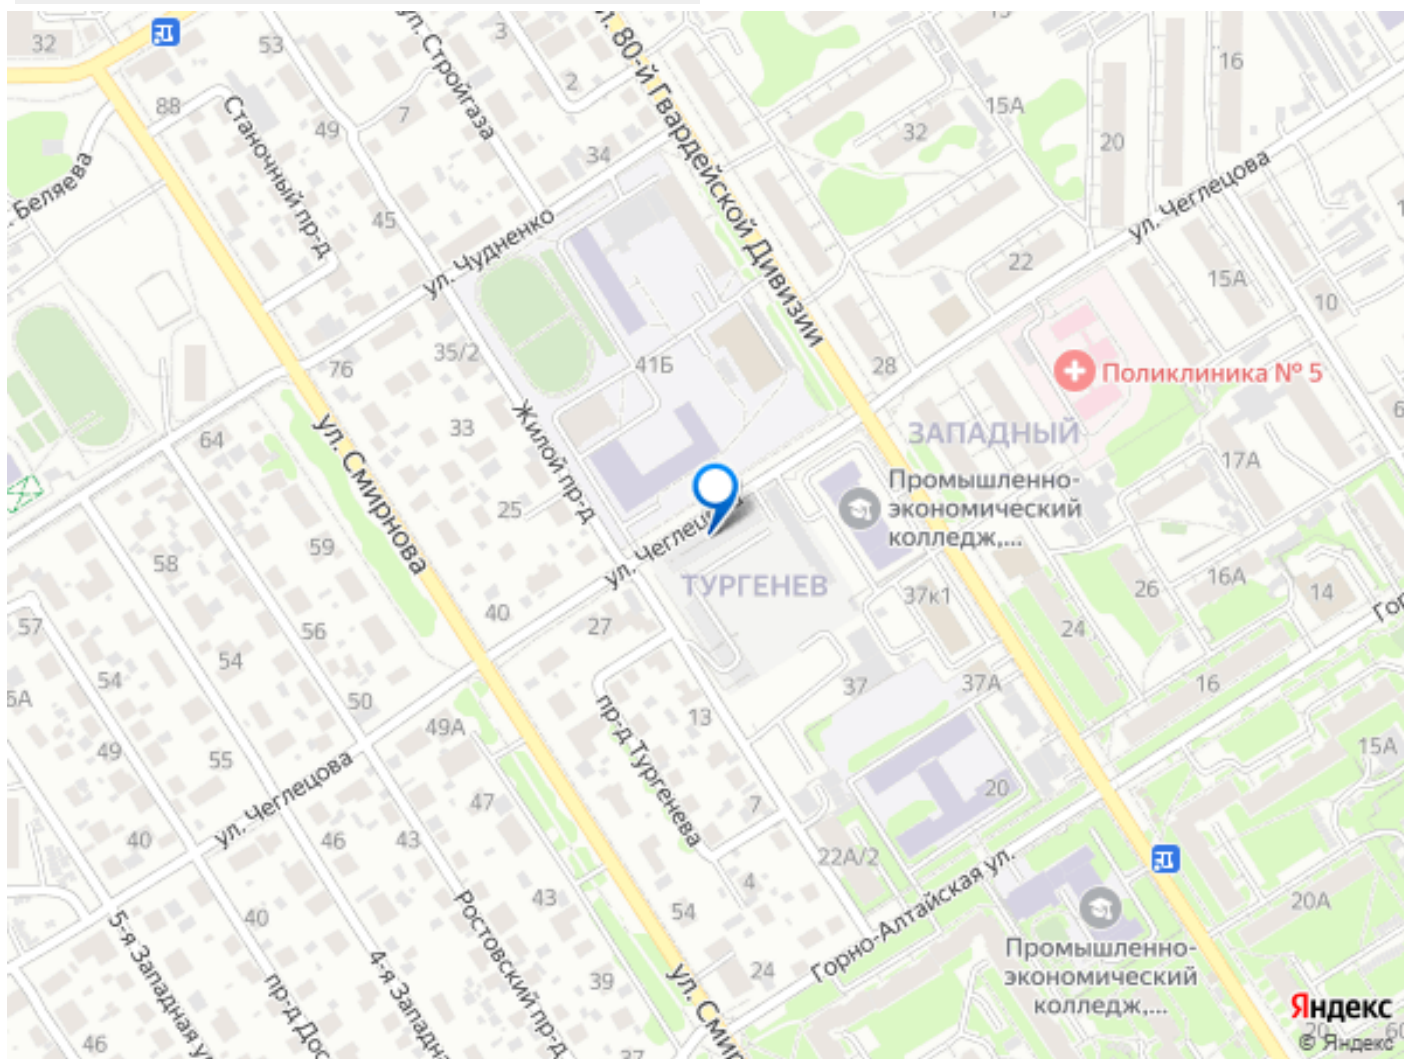 32
53
ул. Стройгаза
3
2
ул. 80-й Гвардейской Дивизии
15
15А
16
32
20
88
Станочный пр-д
49
7
34
Беляева
45
ул. Чудненко
ул. Чеглецова
22
15А
10
76
35/2
41Б
28
Поликлиника № 5
ЗАПАДНЫЙ
64
ул. Смирнова
33
Жилой пр-д
17А
25
Промышленно-
экономический
колледж,...
58
59
ул. Чеглецова
ТУРГЕНЕВ
37к1
26
16А
14
57
56
40
27
24
54
54
50
49А
13
37
37А
16
49
55
пр-д Тургенева
15А
ул. Чеглецова
47
7
20
40
46
43
22А/2
Горно-Алтайская ул.
43
4
54
20А
5-я Западная
40
пр-д
4-я Западная
Ростовский пр-д
39
24
Промышленно-
экономический
колледж,...
46
37
ул.
Яндекс
© Яндекс